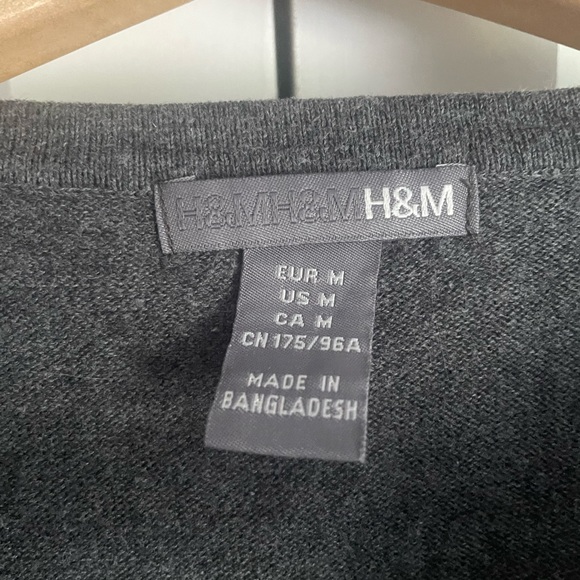 H&MH&MH&M
EUR M
US M
CA M
CN 175/96A
MADE IN
BANGLADESH